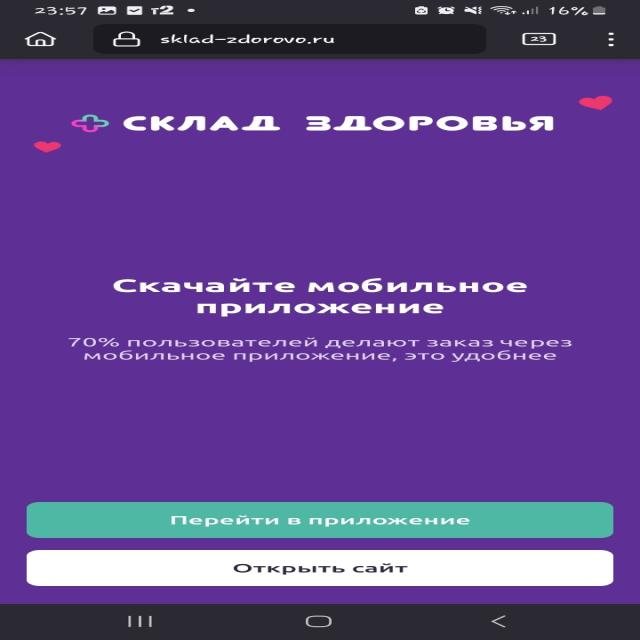 23:57 т2 16%
sklad-zdorovo.ru 23
СКЛАД ЗДОРОВЬЯ
Скачайте мобильное
приложение
70% пользователей делают заказ через
мобильное приложение, это удобнее
Перейти в приложение
Открыть сайт